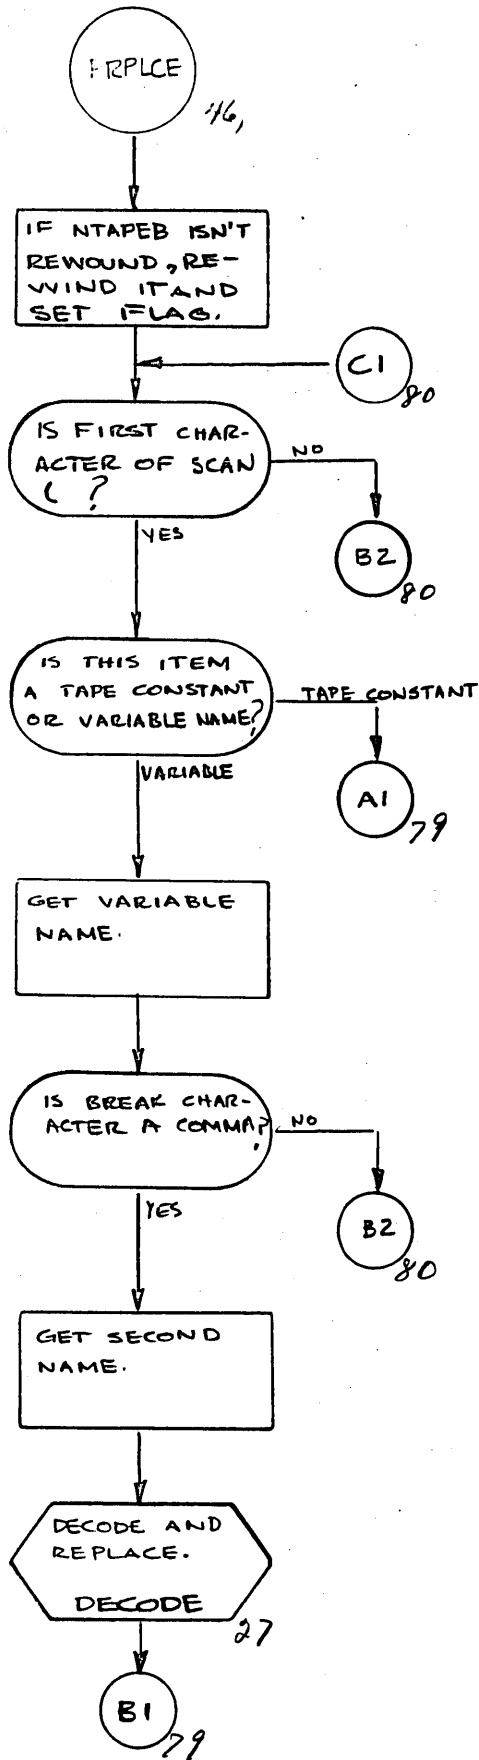 HRPLCE
46,
IF NTAPEB ISN'T
REWOUND, RE-
WIND IT AND
SET FLAG.
C1
80
IS FIRST CHAR-
ACTER OF SCAN
( ?
NO
B2
80
YES
IS THIS ITEM
A TAPE CONSTANT
OR VARIABLE NAME?
TAPE CONSTANT
A1
79
VARIABLE
GET VARIABLE
NAME.
IS BREAK CHAR-
ACTER A COMMA?
NO
B2
80
YES
GET SECOND
NAME.
DECODE AND
REPLACE.
DECODE
27
B1
79